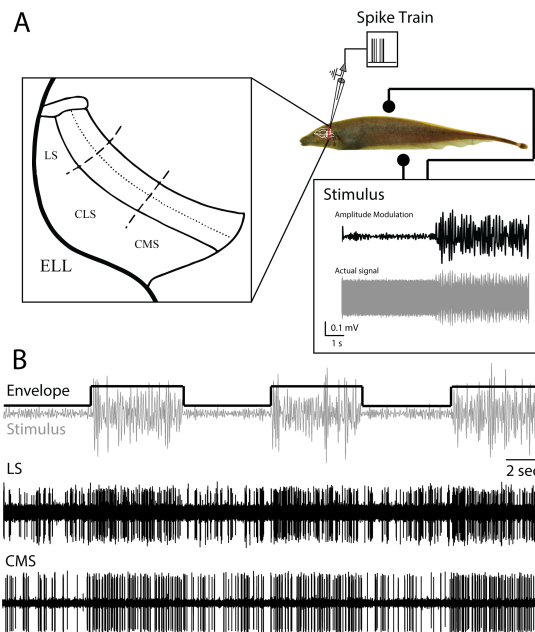 A
Spike Train
LS
CLS
CMS
ELL
Stimulus
Amplitude Modulation
Actual signal
0.1 mV
1 s
B
Envelope
Stimulus
2 sec
LS
CMS